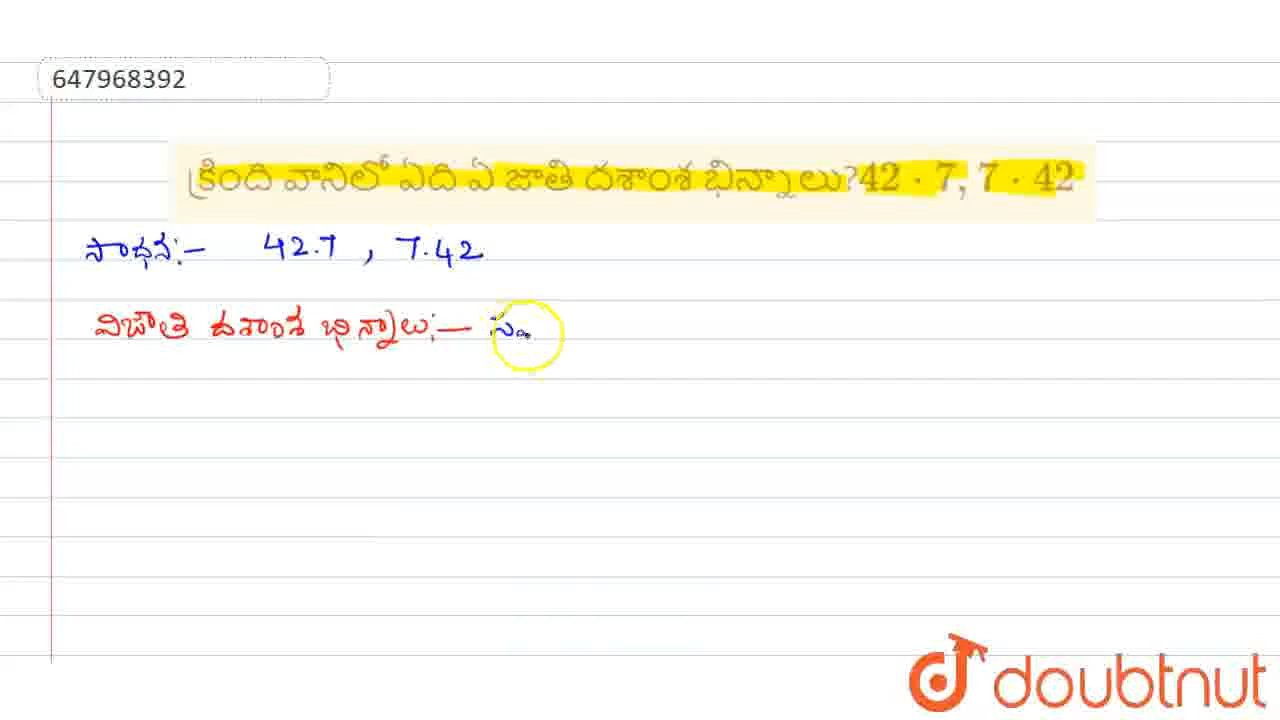 647968392
క్రింది వానిలో ఏది ఏ జాతి దశాంశ భిన్నాలు?42 · 7, 7 · 42
సాధన:- 42.7 , 7.42
విజాతి దశాంశ భిన్నాలు:-
doubtnut